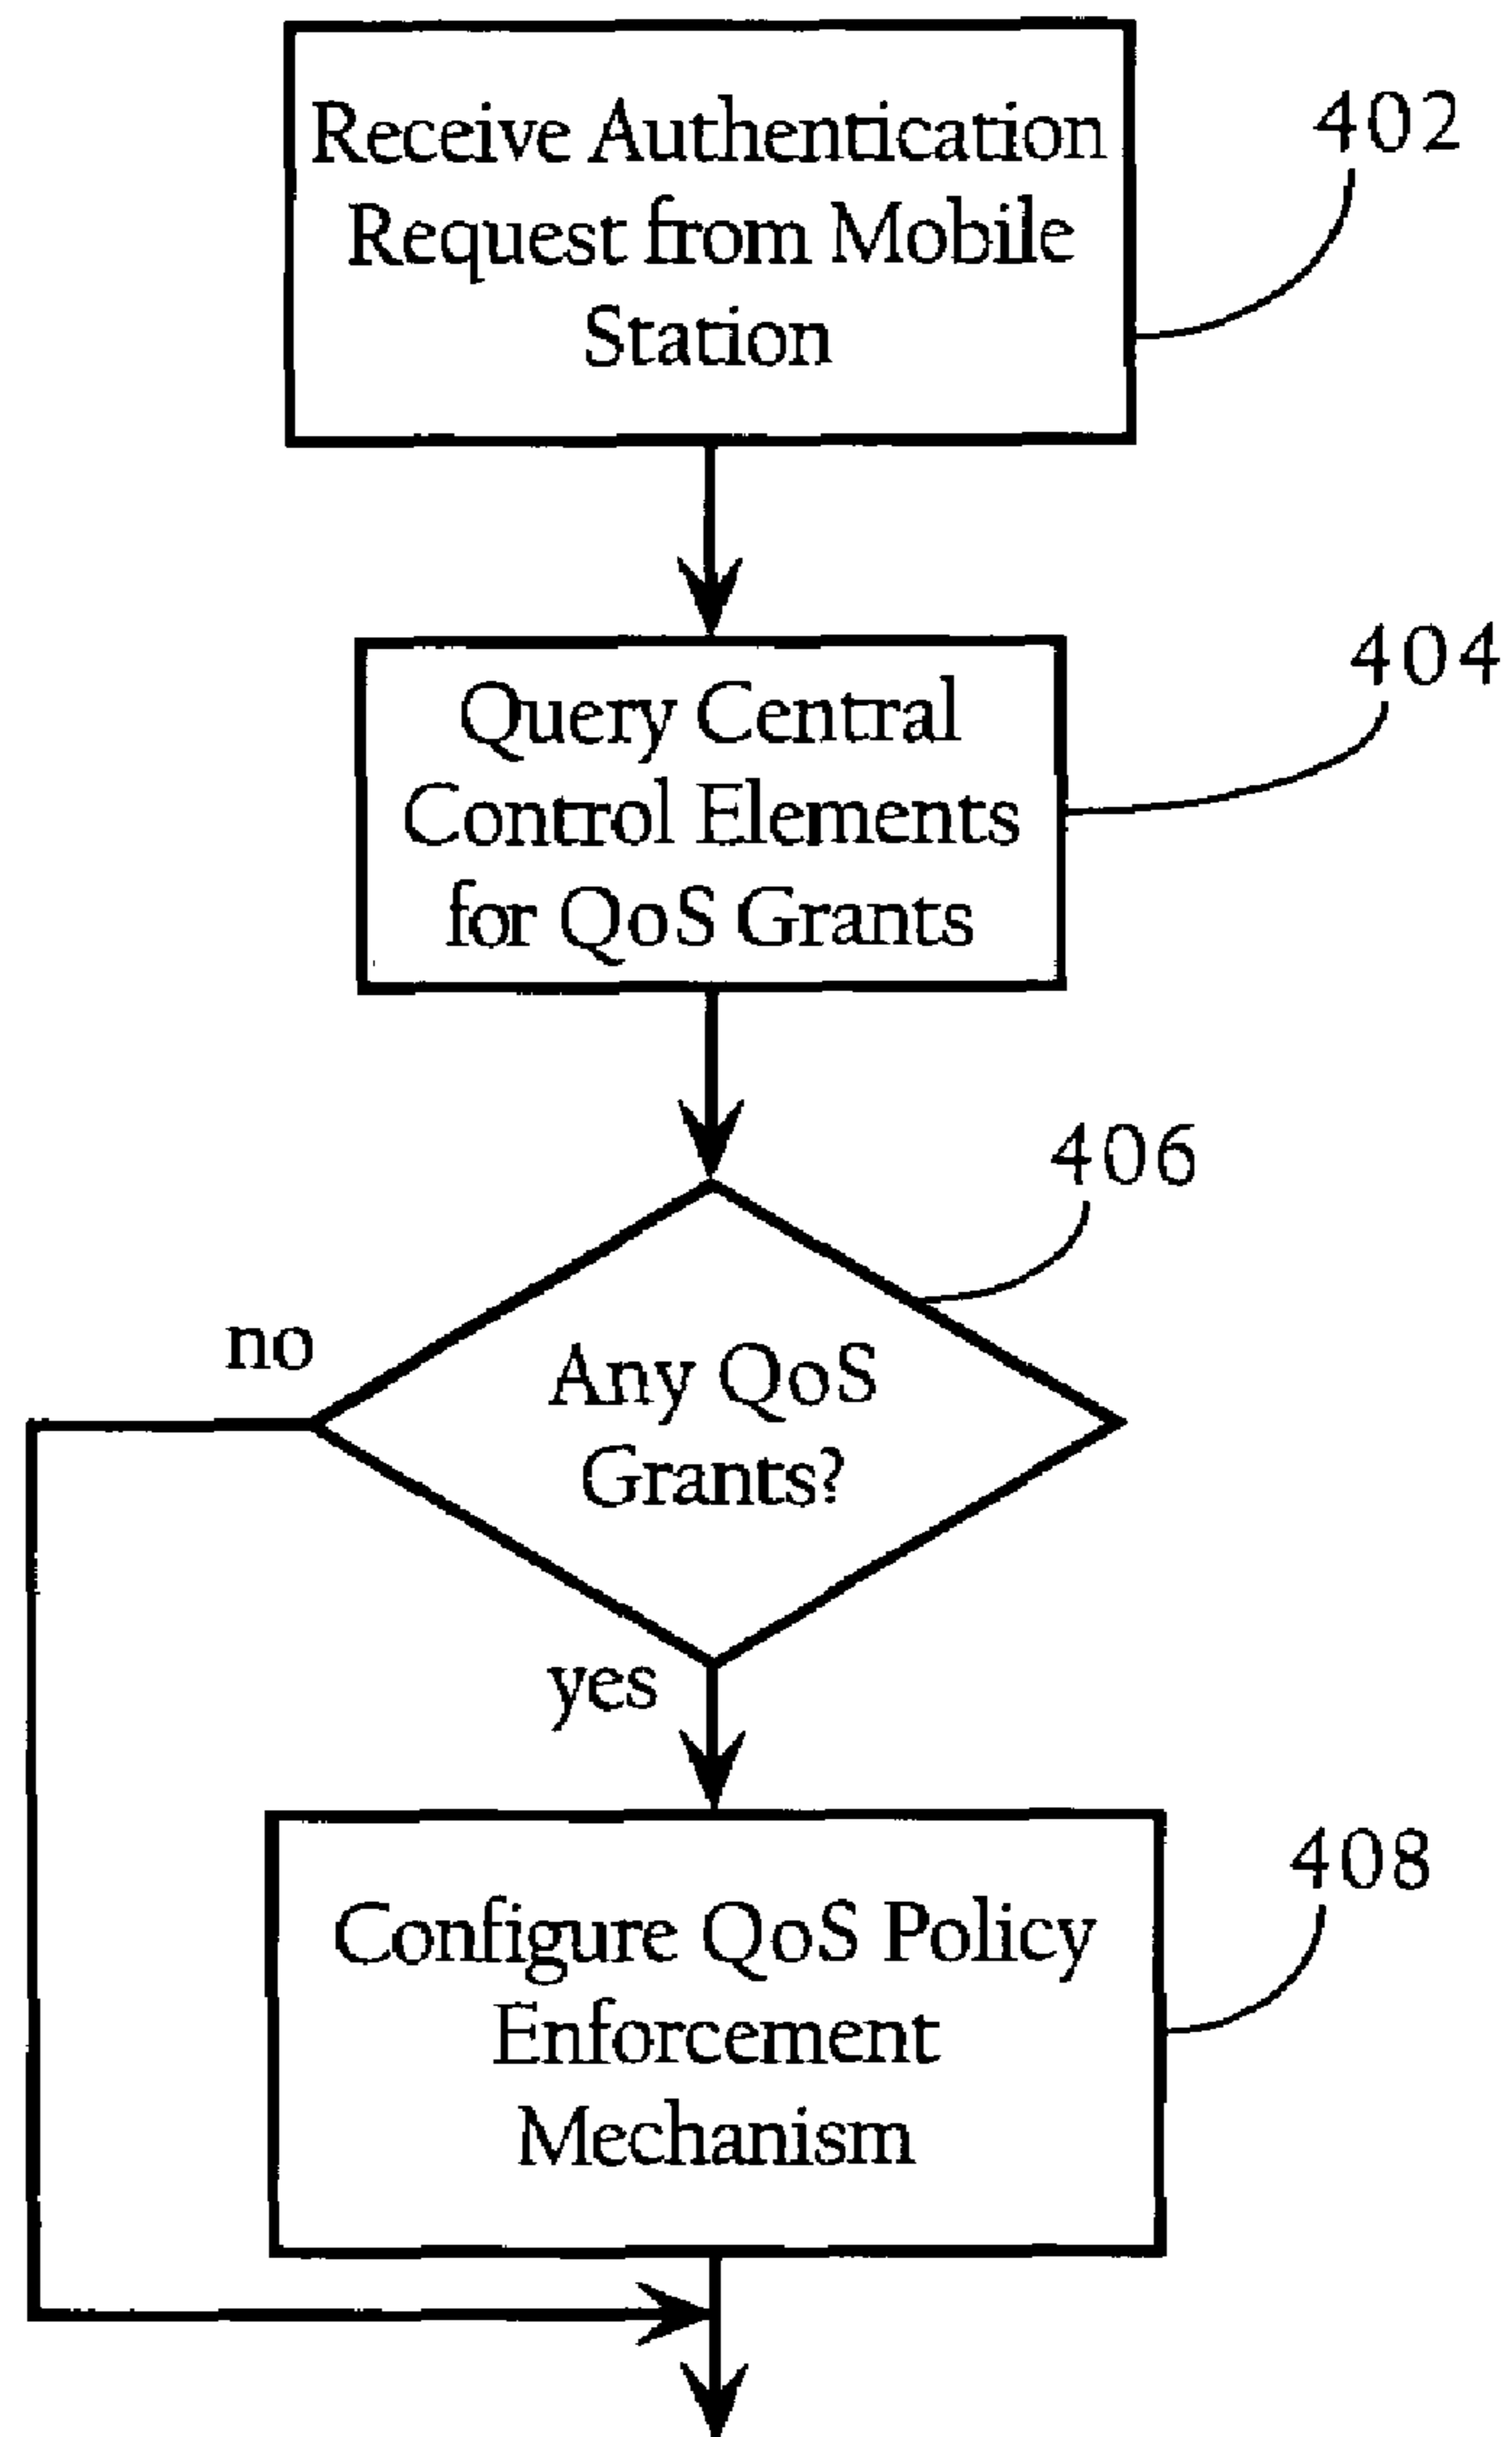 Receive Authentication
Request from Mobile
Station
402
Query Central
Control Elements
for QoS Grants
404
406
no
Any QoS
Grants?
yes
Configure QoS Policy
Enforcement
Mechanism
408